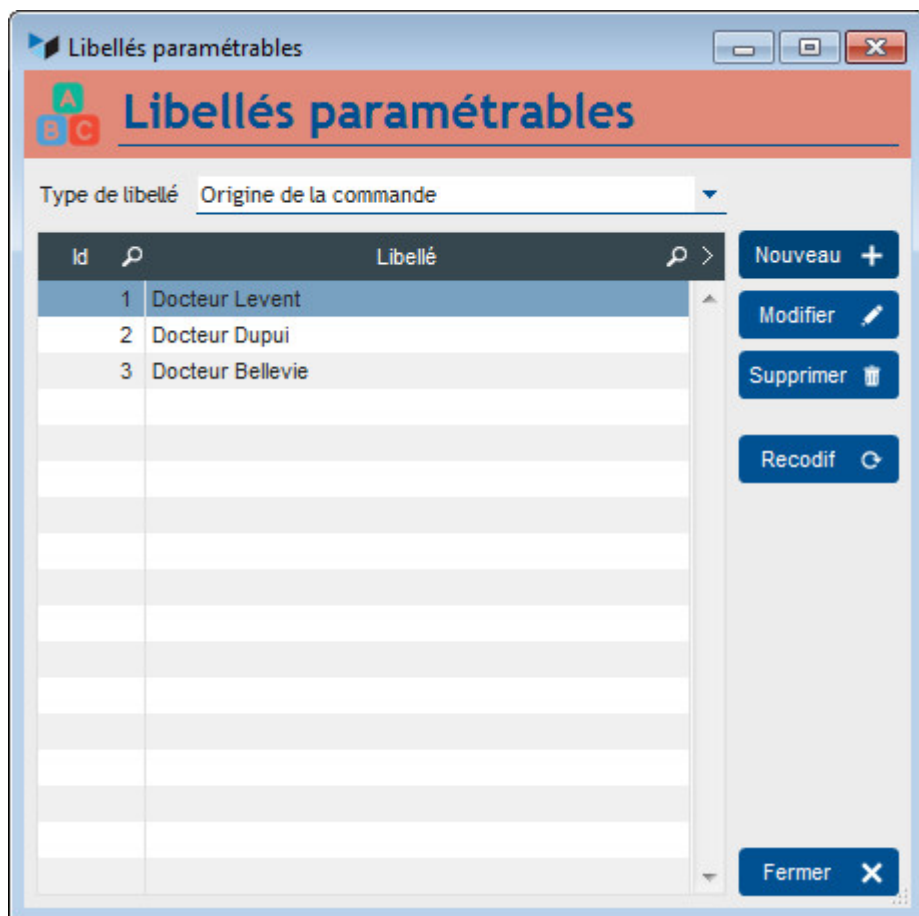 Libellés paramétrables
A
B C
Libellés paramétrables
Type de libellé Origine de la commande
Id Libellé
Nouveau
1 Docteur Levent
Modifier
2 Docteur Dupui
3 Docteur Bellevie
Supprimer
Recodif
Fermer